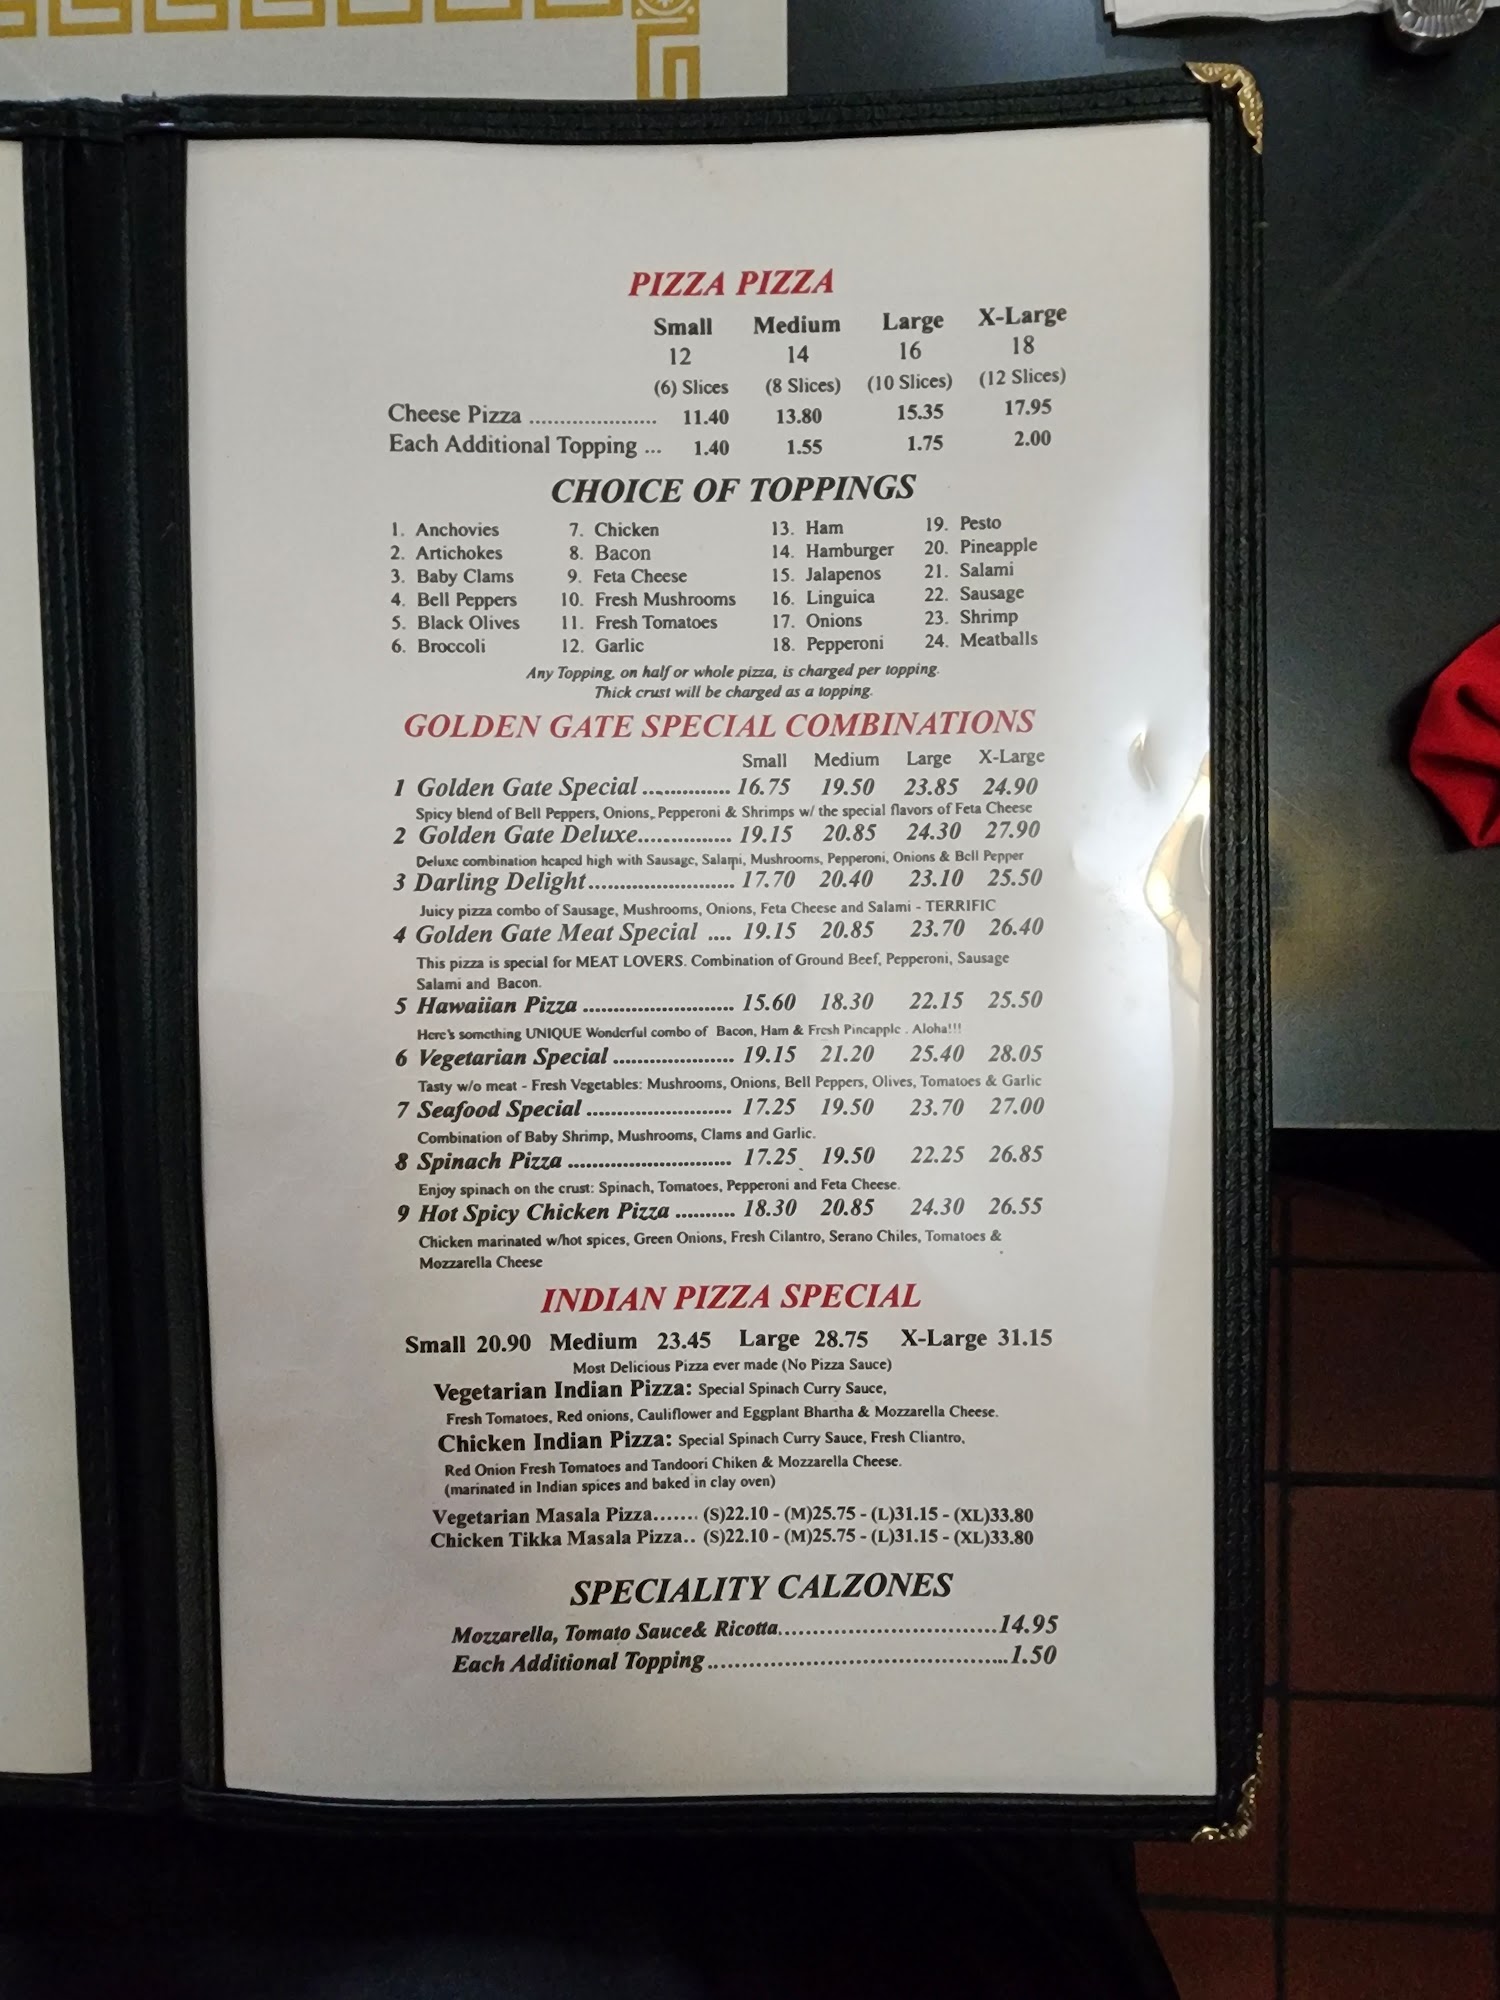 PIZZA PIZZA
Small Medium Large X-Large
12 14 16 18
(6) Slices (8 Slices) (10 Slices) (12 Slices)
Cheese Pizza ..................... 11.40 13.80 15.35 17.95
Each Additional Topping ... 1.40 1.55 1.75 2.00
CHOICE OF TOPPINGS
1. Anchovies 7. Chicken 13. Ham 19. Pesto
2. Artichokes 8. Bacon 14. Hamburger 20. Pineapple
3. Baby Clams 9. Feta Cheese 15. Jalapenos 21. Salami
4. Bell Peppers 10. Fresh Mushrooms 16. Linguica 22. Sausage
5. Black Olives 11. Fresh Tomatoes 17. Onions 23. Shrimp
6. Broccoli 12. Garlic 18. Pepperoni 24. Meatballs
Any Topping, on half or whole pizza, is charged per topping.
Thick crust will be charged as a topping.
GOLDEN GATE SPECIAL COMBINATIONS
Small Medium Large X-Large
1 Golden Gate Special ............... 16.75 19.50 23.85 24.90
Spicy blend of Bell Peppers, Onions, Pepperoni & Shrimps w/ the special flavors of Feta Cheese
2 Golden Gate Deluxe................ 19.15 20.85 24.30 27.90
Deluxe combination heaped high with Sausage, Salami, Mushrooms, Pepperoni, Onions & Bell Pepper
3 Darling Delight......................... 17.70 20.40 23.10 25.50
Juicy pizza combo of Sausage, Mushrooms, Onions, Feta Cheese and Salami - TERRIFIC
4 Golden Gate Meat Special .... 19.15 20.85 23.70 26.40
This pizza is special for MEAT LOVERS. Combination of Ground Beef, Pepperoni, Sausage
Salami and Bacon.
5 Hawaiian Pizza .......................... 15.60 18.30 22.15 25.50
Here's something UNIQUE Wonderful combo of Bacon, Ham & Fresh Pineapple . Aloha!!!
6 Vegetarian Special ..................... 19.15 21.20 25.40 28.05
Tasty w/o meat - Fresh Vegetables: Mushrooms, Onions, Bell Peppers, Olives, Tomatoes & Garlic
7 Seafood Special ......................... 17.25 19.50 23.70 27.00
Combination of Baby Shrimp, Mushrooms, Clams and Garlic.
8 Spinach Pizza ............................ 17.25 19.50 22.25 26.85
Enjoy spinach on the crust: Spinach, Tomatoes, Pepperoni and Feta Cheese.
9 Hot Spicy Chicken Pizza .......... 18.30 20.85 24.30 26.55
Chicken marinated w/hot spices, Green Onions, Fresh Cilantro, Serano Chiles, Tomatoes &
Mozzarella Cheese
INDIAN PIZZA SPECIAL
Small 20.90 Medium 23.45 Large 28.75 X-Large 31.15
Most Delicious Pizza ever made (No Pizza Sauce)
Vegetarian Indian Pizza: Special Spinach Curry Sauce,
Fresh Tomatoes, Red onions, Cauliflower and Eggplant Bhartha & Mozzarella Cheese.
Chicken Indian Pizza: Special Spinach Curry Sauce, Fresh Cliantro,
Red Onion Fresh Tomatoes and Tandoori Chiken & Mozzarella Cheese.
(marinated in Indian spices and baked in clay oven)
Vegetarian Masala Pizza....... (S)22.10 - (M)25.75 - (L)31.15 - (XL)33.80
Chicken Tikka Masala Pizza.. (S)22.10 - (M)25.75 - (L)31.15 - (XL)33.80
SPECIALITY CALZONES
Mozzarella, Tomato Sauce& Ricotta.................................14.95
Each Additional Topping..............................................1.50